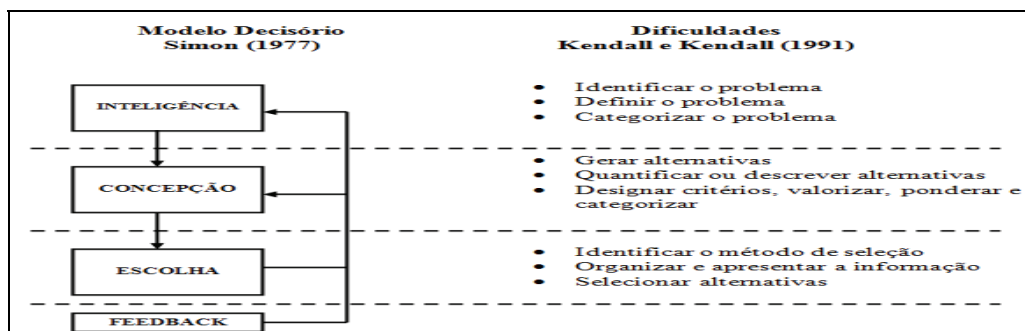 Modelo Decisório
Simon (1977)
Dificuldades
Kendall e Kendall (1991)
INTELIGÊNCIA
• Identificar o problema
• Definir o problema
• Categorizar o problema
CONCEPÇÃO
• Gerar alternativas
• Quantificar ou descrever alternativas
• Designar critérios, valorizar, ponderar e
categorizar
ESCOLHA
• Identificar o método de seleção
• Organizar e apresentar a informação
• Selecionar alternativas
FEEDBACK